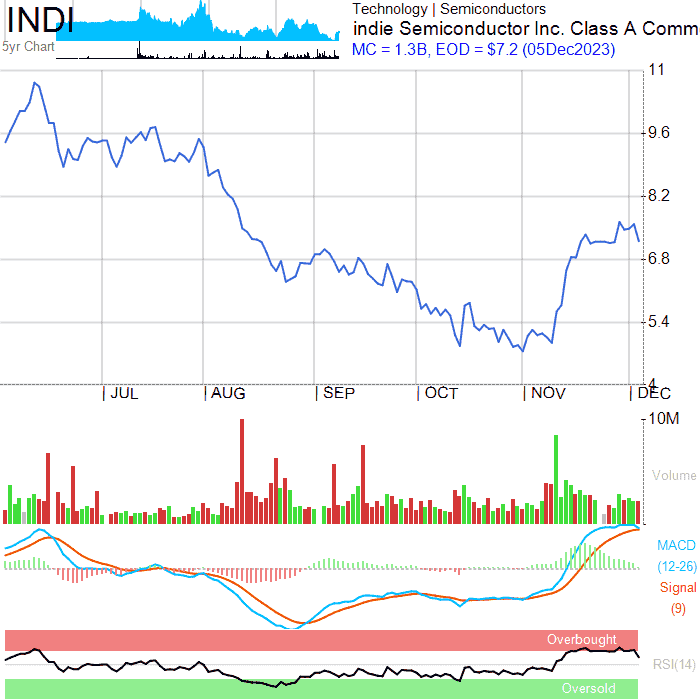 INDI
5yr Chart
Technology | Semiconductors
indie Semiconductor Inc. Class A Comm
MC = 1.3B, EOD = $7.2 (05Dec2023)
11
9.6
8.2
6.8
5.4
4
JUL
AUG
SEP
OCT
NOV
DEC
10M
Volume
MACD
(12-26)
Signal
(9)
Overbought
RSI(14)
Oversold